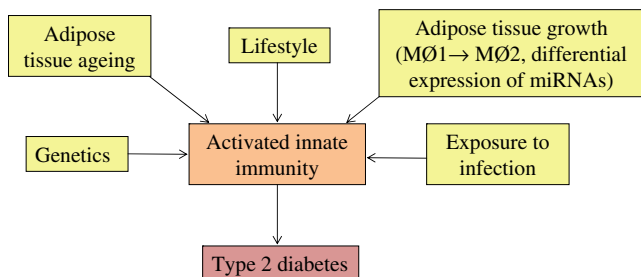 Adipose
tissue ageing
Lifestyle
Adipose tissue growth
(MØ1→ MØ2, differential
expression of miRNAs)
Genetics
Activated innate
immunity
Exposure to
infection
Type 2 diabetes